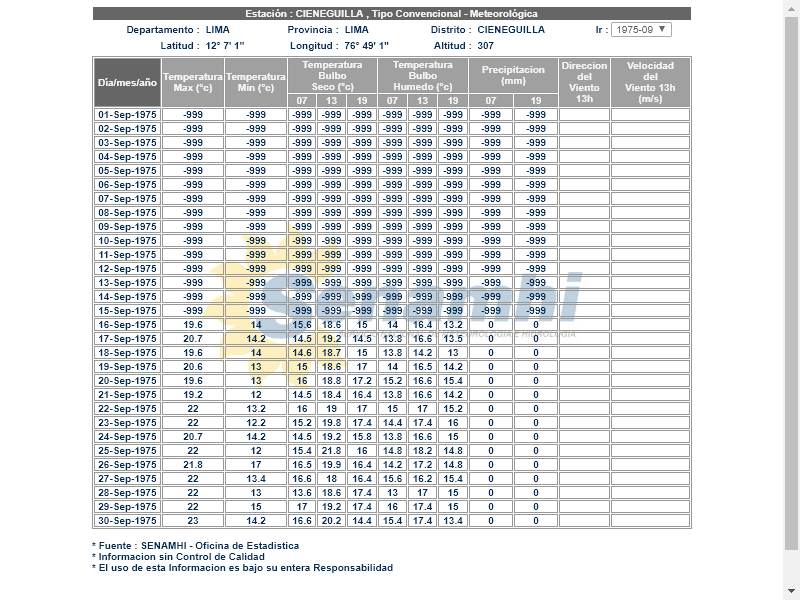 Estación : CIENEGUILLA , Tipo Convencional - Meteorológica
Departamento : LIMA Provincia : LIMA Distrito : CIENEGUILLA Ir : 1975-09
Latitud : 12° 7' 1" Longitud : 76° 49' 1" Altitud : 307
Dia/mes/año Temperatura Max (°c) Temperatura Min (°c) Temperatura Bulbo Seco (°c) Temperatura Bulbo Humedo (°c) Precipitacion (mm) Direccion del Viento 13h Velocidad del Viento 13h (m/s)
07 13 19 07 13 19 07 19
01-Sep-1975 -999 -999 -999 -999 -999 -999 -999 -999 -999 -999
02-Sep-1975 -999 -999 -999 -999 -999 -999 -999 -999 -999 -999
03-Sep-1975 -999 -999 -999 -999 -999 -999 -999 -999 -999 -999
04-Sep-1975 -999 -999 -999 -999 -999 -999 -999 -999 -999 -999
05-Sep-1975 -999 -999 -999 -999 -999 -999 -999 -999 -999 -999
06-Sep-1975 -999 -999 -999 -999 -999 -999 -999 -999 -999 -999
07-Sep-1975 -999 -999 -999 -999 -999 -999 -999 -999 -999 -999
08-Sep-1975 -999 -999 -999 -999 -999 -999 -999 -999 -999 -999
09-Sep-1975 -999 -999 -999 -999 -999 -999 -999 -999 -999 -999
10-Sep-1975 -999 -999 -999 -999 -999 -999 -999 -999 -999 -999
11-Sep-1975 -999 -999 -999 -999 -999 -999 -999 -999 -999 -999
12-Sep-1975 -999 -999 -999 -999 -999 -999 -999 -999 -999 -999
13-Sep-1975 -999 -999 -999 -999 -999 -999 -999 -999 -999 -999
14-Sep-1975 -999 -999 -999 -999 -999 -999 -999 -999 -999 -999
15-Sep-1975 -999 -999 -999 -999 -999 -999 -999 -999 -999 -999
16-Sep-1975 19.6 14 15.6 18.6 15 14 16.4 13.2 0 0
17-Sep-1975 20.7 14.2 14.5 19.2 14.5 13.8 16.6 13.5 0 0
18-Sep-1975 19.6 14 14.6 18.7 15 13.8 14.2 13 0 0
19-Sep-1975 20.6 13 15 18.6 17 14 16.5 14.2 0 0
20-Sep-1975 19.6 13 16 18.8 17.2 15.2 16.6 15.4 0 0
21-Sep-1975 19.2 12 14.5 18.4 16.4 13.8 16.6 14.2 0 0
22-Sep-1975 22 13.2 16 19 17 15 17 15.2 0 0
23-Sep-1975 22 12.2 15.2 19.8 17.4 14.4 17.4 16 0 0
24-Sep-1975 20.7 14.2 14.5 19.2 15.8 13.8 16.6 15 0 0
25-Sep-1975 22 12 15.4 21.8 16 14.8 18.2 14.8 0 0
26-Sep-1975 21.8 17 16.5 19.9 16.4 14.2 17.2 14.8 0 0
27-Sep-1975 22 13.4 16.6 18 16.4 15.6 16.2 15.4 0 0
28-Sep-1975 22 13 13.6 18.6 17.4 13 17 15 0 0
29-Sep-1975 22 15 17 19.2 17.4 16 17.4 15 0 0
30-Sep-1975 23 14.2 16.6 20.2 14.4 15.4 17.4 13.4 0 0
Senamhi
* Fuente : SENAMHI - Oficina de Estadistica
* Informacion sin Control de Calidad
* El uso de esta Informacion es bajo su entera Responsabilidad